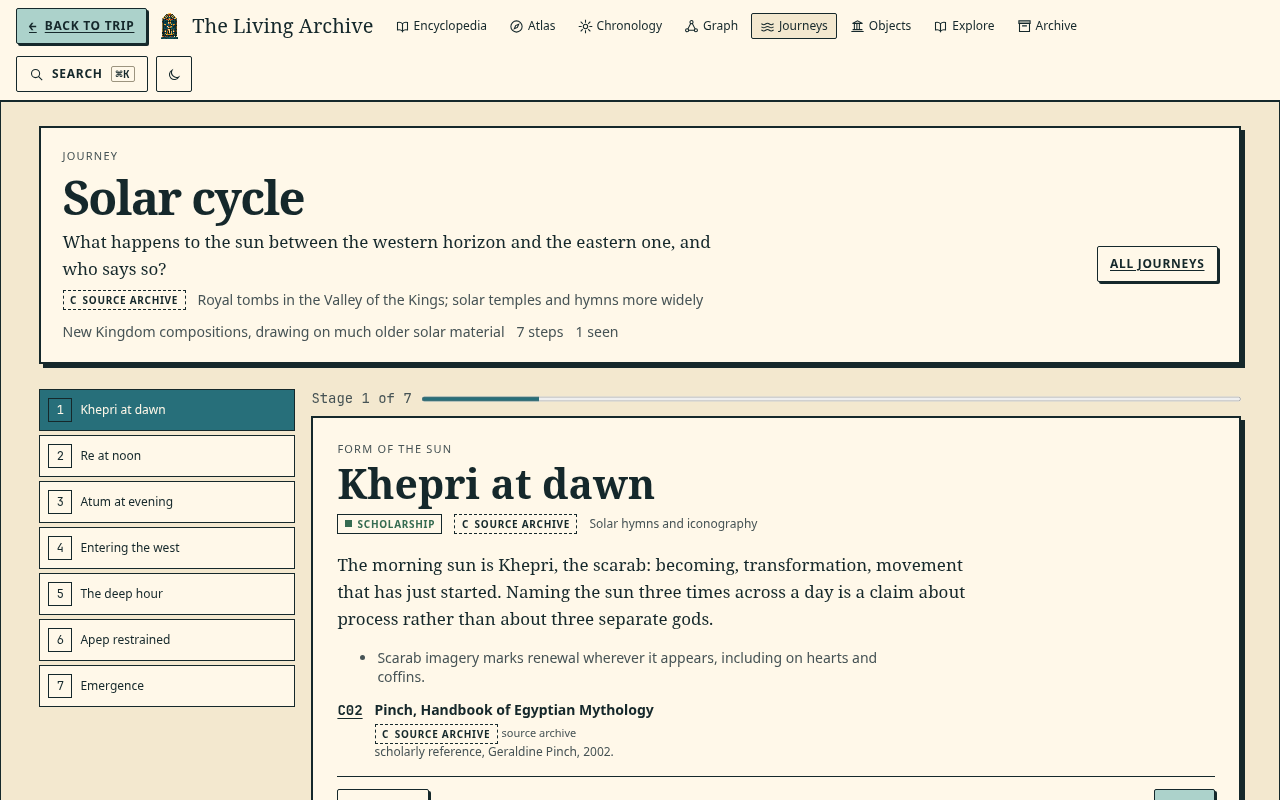 ← BACK TO TRIP
The Living Archive
Encyclopedia
Atlas
Chronology
Graph
Journeys
Objects
Explore
Archive
SEARCH ⌘K
JOURNEY
Solar cycle
What happens to the sun between the western horizon and the eastern one, and
who says so?
C SOURCE ARCHIVE Royal tombs in the Valley of the Kings; solar temples and hymns more widely
New Kingdom compositions, drawing on much older solar material 7 steps 1 seen
ALL JOURNEYS
1 Khepri at dawn
2 Re at noon
3 Atum at evening
4 Entering the west
5 The deep hour
6 Apep restrained
7 Emergence
Stage 1 of 7
FORM OF THE SUN
Khepri at dawn
SCHOLARSHIP C SOURCE ARCHIVE Solar hymns and iconography
The morning sun is Khepri, the scarab: becoming, transformation, movement
that has just started. Naming the sun three times across a day is a claim about
process rather than about three separate gods.
• Scarab imagery marks renewal wherever it appears, including on hearts and
coffins.
C02 Pinch, Handbook of Egyptian Mythology
C SOURCE ARCHIVE source archive
scholarly reference, Geraldine Pinch, 2002.